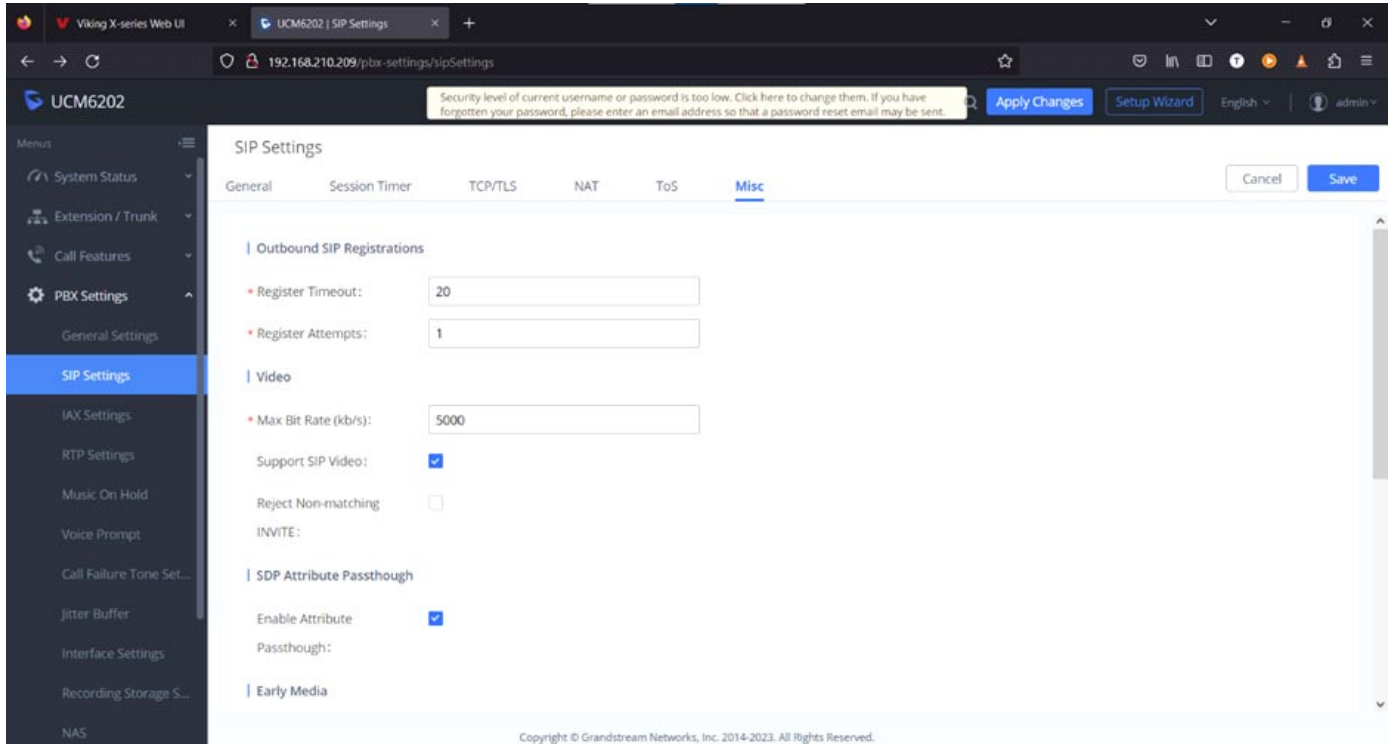 Viking X-series Web UI
UCM6202 | SIP Settings
192.168.210.209/pbx-settings/sipSettings
UCM6202
Security level of current username or password is too low. Click here to change them. If you have
forgotten your password, please enter an email address so that a password reset email may be sent.
Apply Changes
Setup Wizard
English
admin
Menus
System Status
Extension / Trunk
Call Features
PBX Settings
General Settings
SIP Settings
IAX Settings
RTP Settings
Music On Hold
Voice Prompt
Call Failure Tone Set...
Jitter Buffer
Interface Settings
Recording Storage S...
NAS
SIP Settings
General Session Timer TCP/TLS NAT ToS Misc
Cancel Save
Outbound SIP Registrations
* Register Timeout: 20
* Register Attempts: 1
Video
* Max Bit Rate (kb/s): 5000
Support SIP Video:
Reject Non-matching
INVITE:
SDP Attribute Passthough
Enable Attribute
Passthough:
Early Media
Copyright © Grandstream Networks, Inc. 2014-2023. All Rights Reserved.